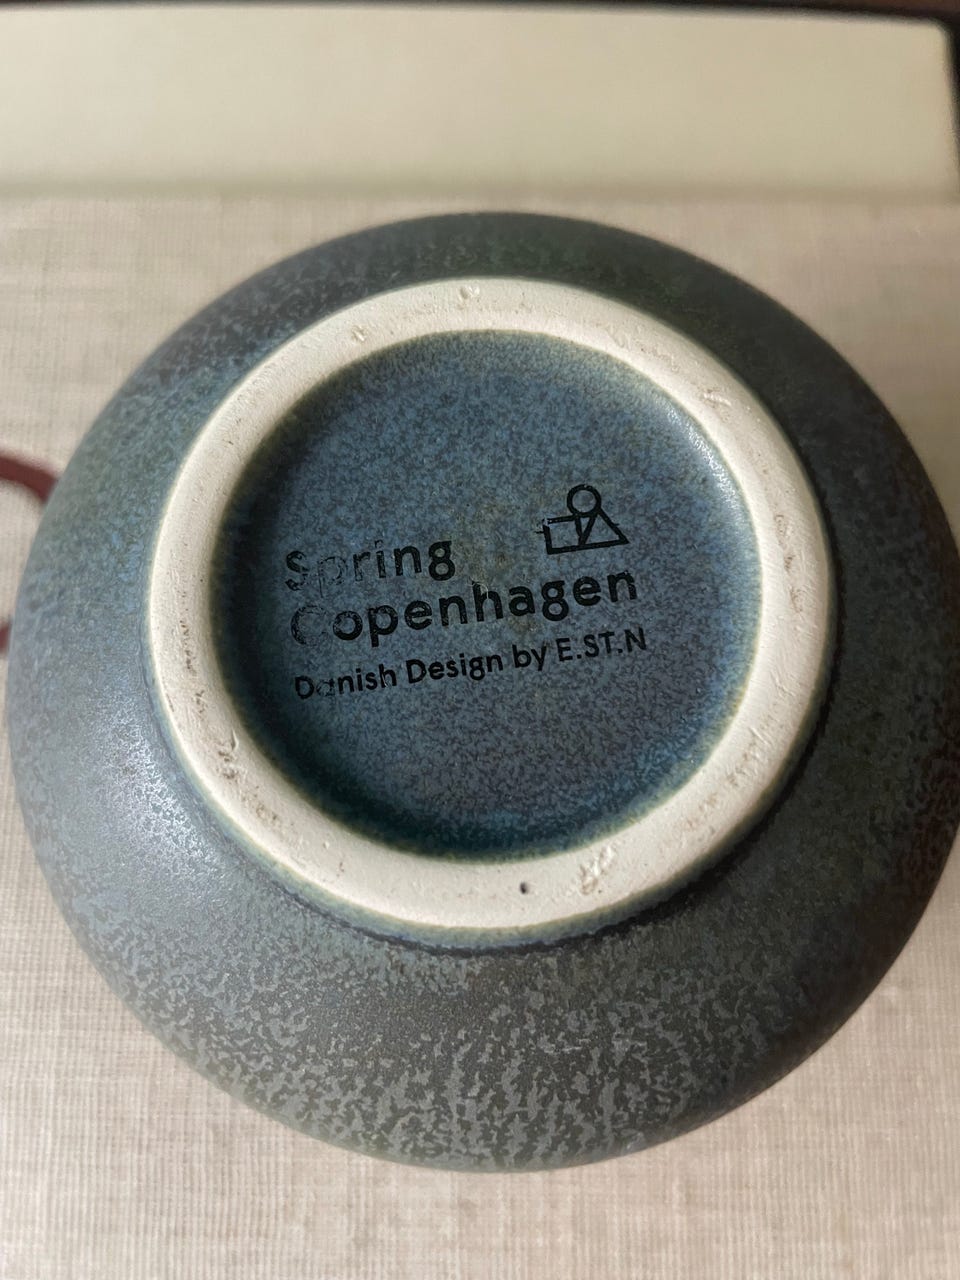 Spring
Copenhagen
Danish Design by E.ST.N